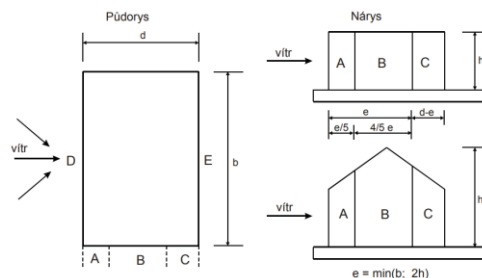 Půdorys
d
vítr
D
E
b
A B C
Nárys
vítr
A B C
h
e
d-e
e/5
4/5 e
vítr
A B C
h
e = min(b; 2h)